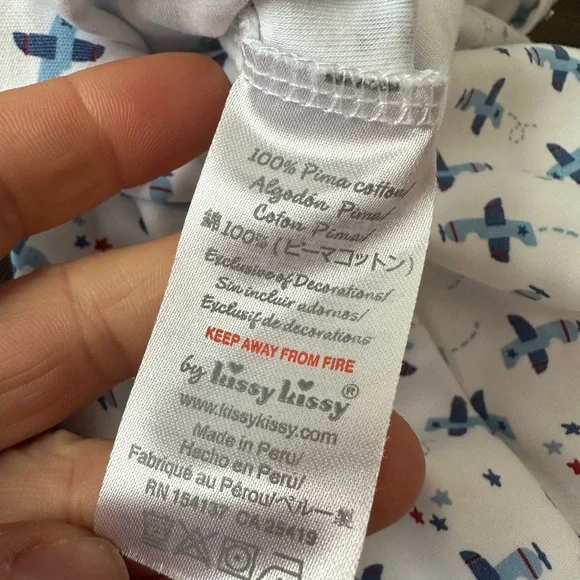 100% Pima cotton/
Algodón Pima/
Coton Pima/
綿100%(ピーマコットン)
Exclusive of Decorations/
Sin incluir adornos/
Exclusif de decorations
KEEP AWAY FROM FIRE
by kissy kissy®
www.kissykissy.com
Made in Peru/
Hecho en Perú/
Fabriqué au Pérou/ペルー製
RN 154137 CA 25419